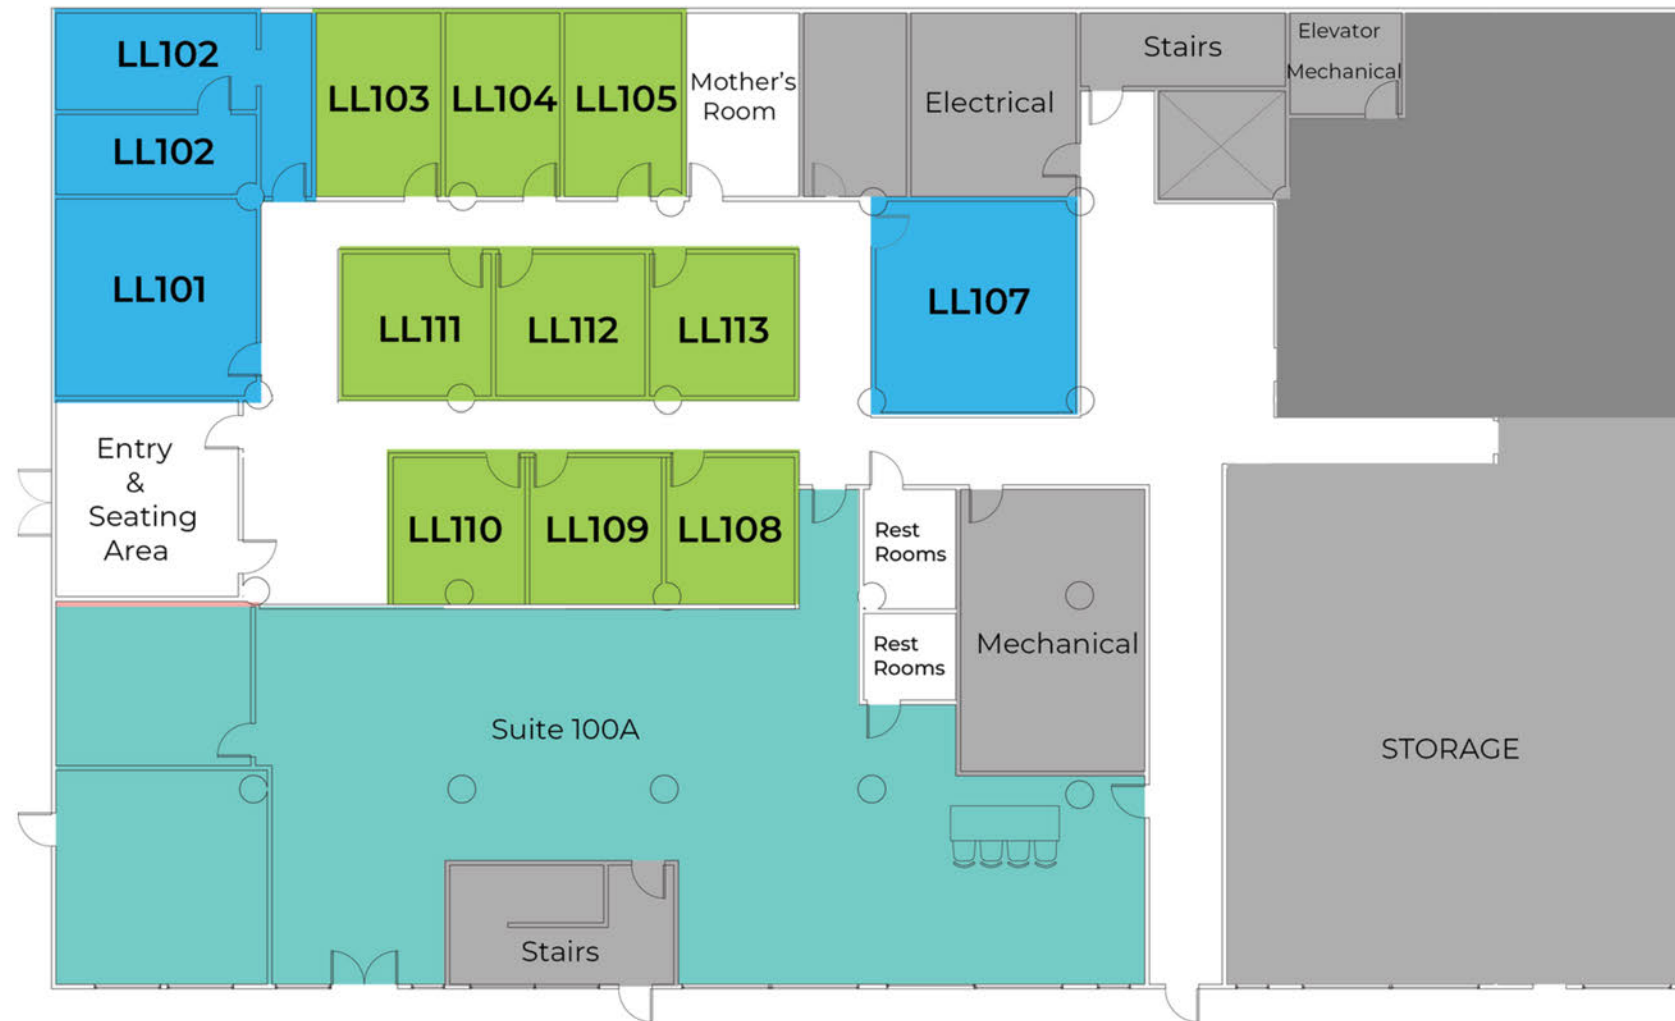 LL102
LL103
LL104
LL105
Mother's
Room
Electrical
Stairs
Elevator
Mechanical
LL102
LL101
LL111
LL112
LL113
LL107
Entry
&
Seating
Area
LL110
LL109
LL108
Rest
Rooms
Rest
Rooms
Mechanical
Suite 100A
STORAGE
Stairs